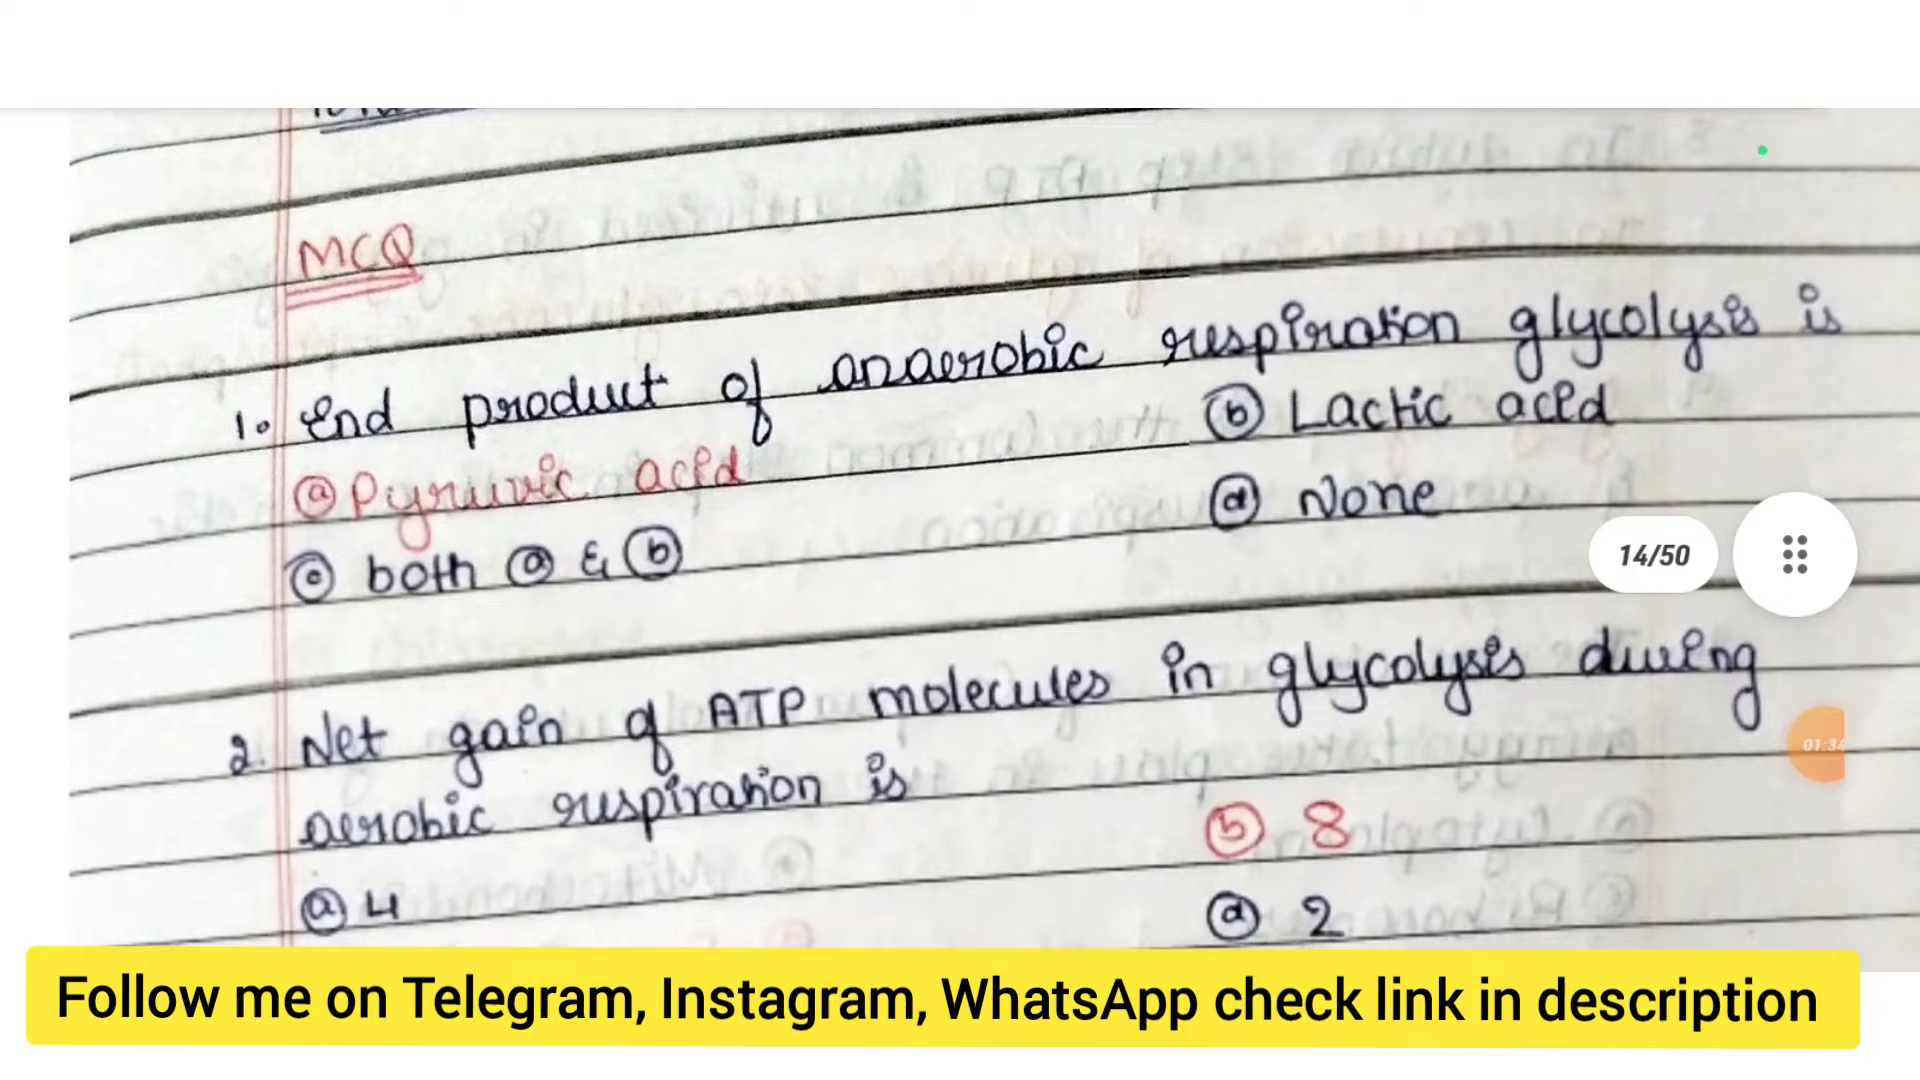 MCQ
1. End product of anaerobic respiration glycolysis is
ⓐ Pyruvic acid ⓑ Lactic acid
ⓒ both ⓐ & ⓑ ⓓ None
14/50
2. Net gain of ATP molecules in glycolysis during
01:34
aerobic respiration is
ⓑ 8
ⓐ 4 ⓓ 2
Follow me on Telegram, Instagram, WhatsApp check link in description